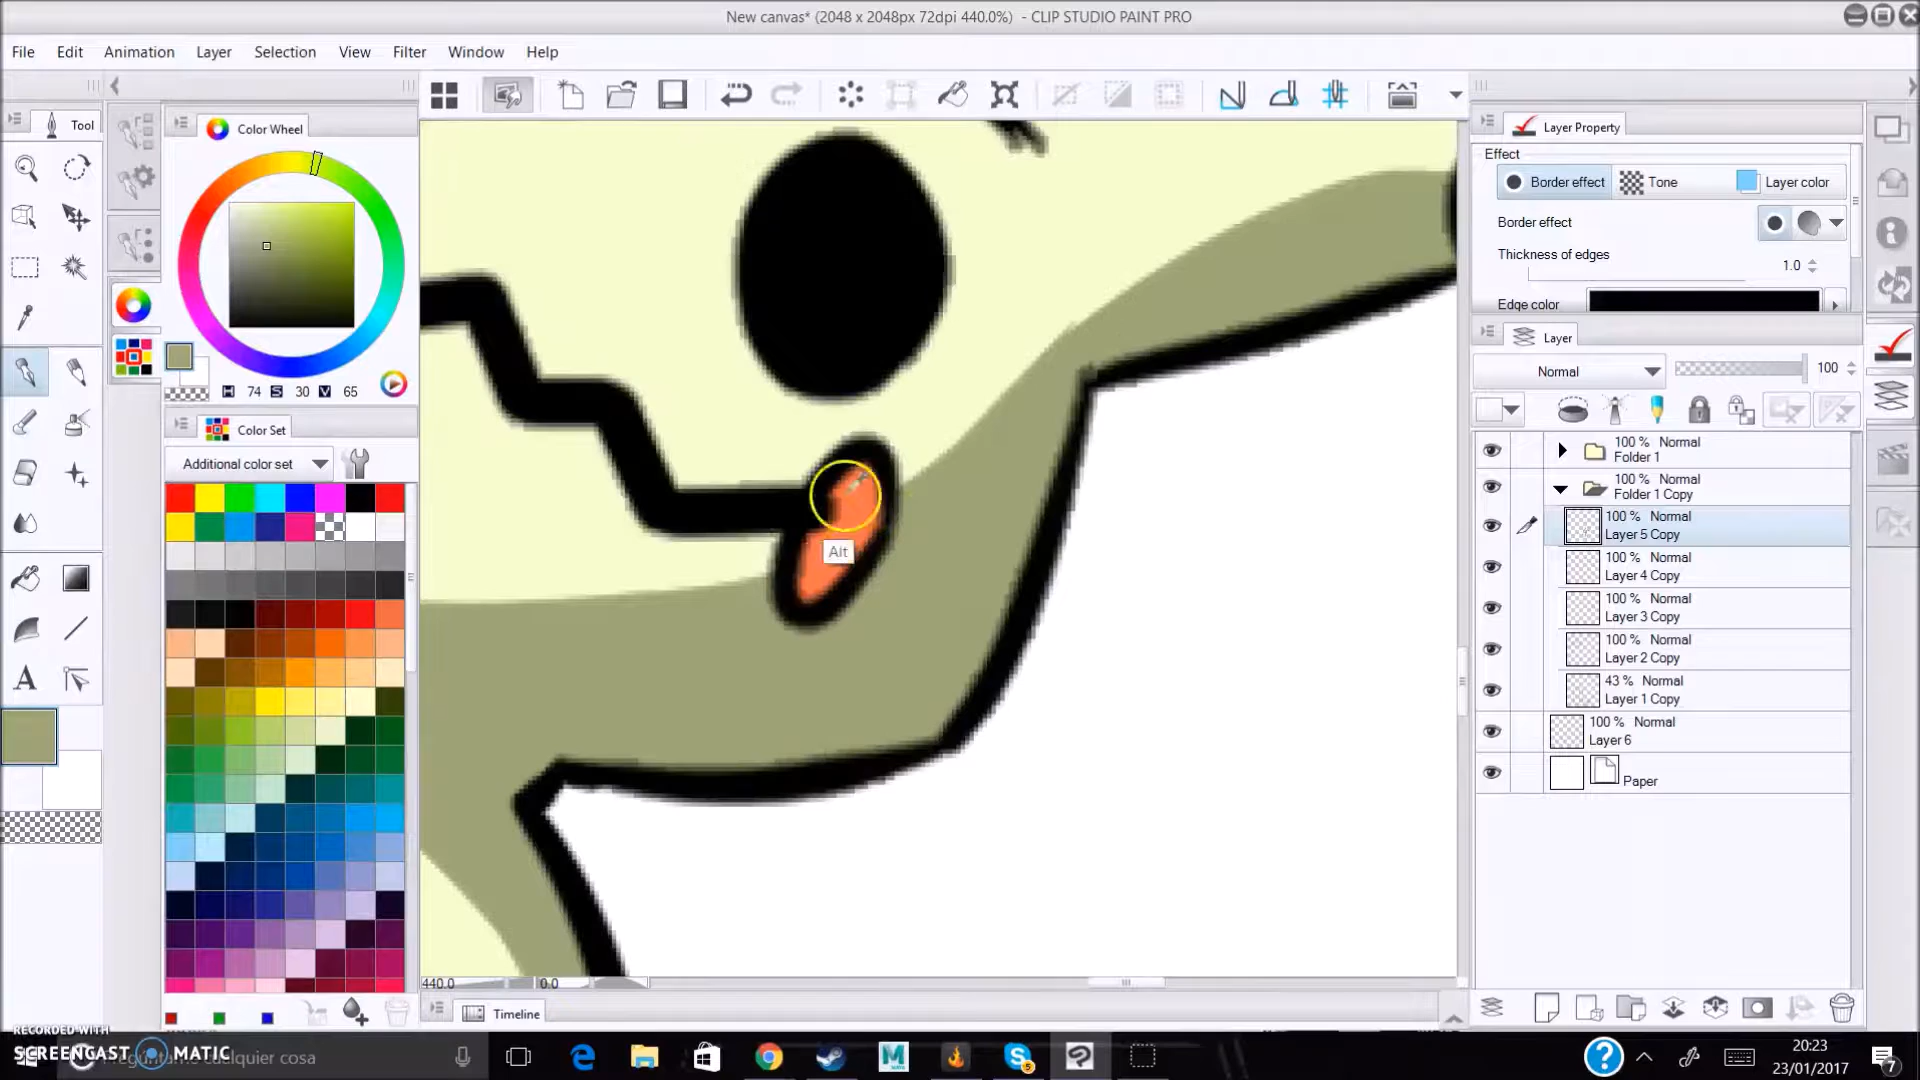 New canvas* (2048 x 2048px 72dpi 440.0%) - CLIP STUDIO PAINT PRO
File Edit Animation Layer Selection View Filter Window Help
Tool
Color Wheel
H 74 S 30 V 65
Color Set
Additional color set
Alt
440.0 0.0
Timeline
Layer Property
Effect
Border effect Tone Layer color
Border effect
Thickness of edges
1.0
Edge color
Layer
Normal 100
100 % Normal
Folder 1
100 % Normal
Folder 1 Copy
100 % Normal
Layer 5 Copy
100 % Normal
Layer 4 Copy
100 % Normal
Layer 3 Copy
100 % Normal
Layer 2 Copy
43 % Normal
Layer 1 Copy
100 % Normal
Layer 6
Paper
RECORDED WITH
SCREENCAST MATIC
cualquier cosa
20:23
23/01/2017